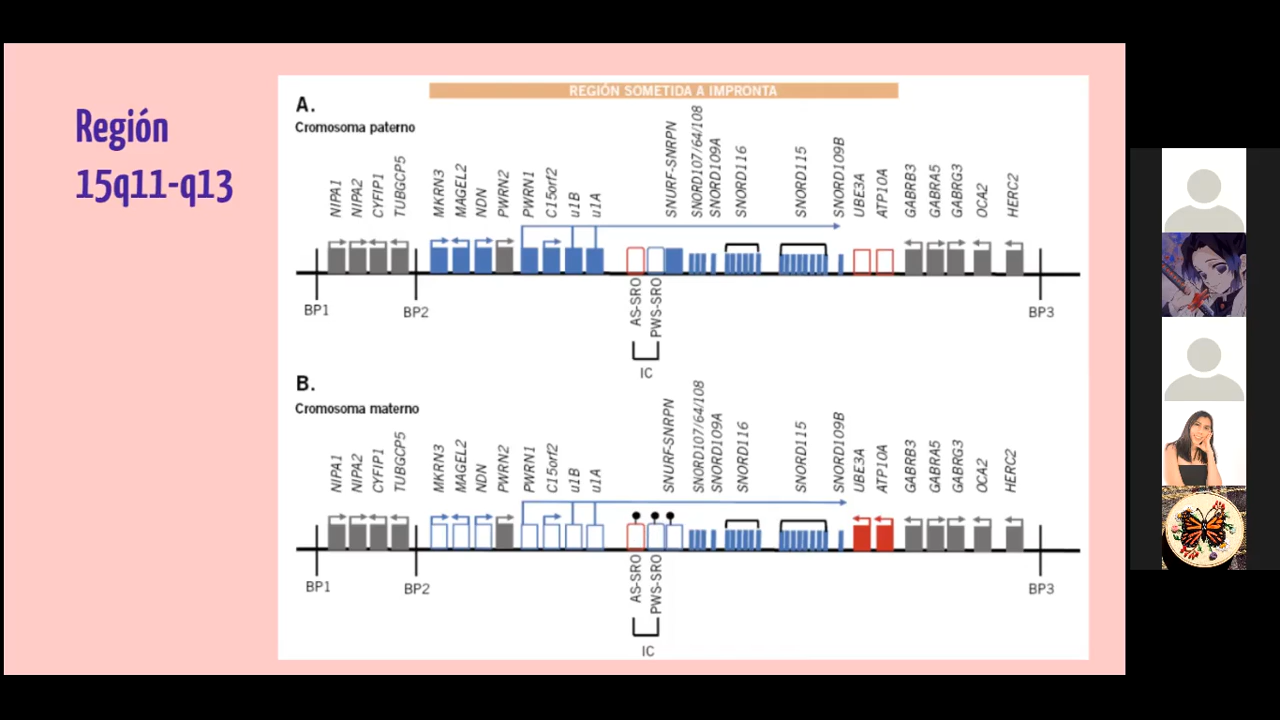 Región
15q11-q13
REGIÓN SOMETIDA A IMPRONTA
A.
Cromosoma paterno
NIPA1
NIPA2
CYFIP1
TUBGCP5
MKRN3
MAGEL2
NDN
PWRN2
PWRN1
C15orf2
u1B
u1A
SNURF-SNRPN
SNORD107/64/108
SNORD109A
SNORD116
SNORD115
SNORD109B
UBE3A
ATP10A
GABRB3
GABRA5
GABRG3
OCA2
HERC2
BP1
BP2
AS-SRO
PWS-SRO
BP3
IC
B.
Cromosoma materno
NIPA1
NIPA2
CYFIP1
TUBGCP5
MKRN3
MAGEL2
NDN
PWRN2
PWRN1
C15orf2
u1B
u1A
SNURF-SNRPN
SNORD107/64/108
SNORD109A
SNORD116
SNORD115
SNORD109B
UBE3A
ATP10A
GABRB3
GABRA5
GABRG3
OCA2
HERC2
BP1
BP2
AS-SRO
PWS-SRO
BP3
IC